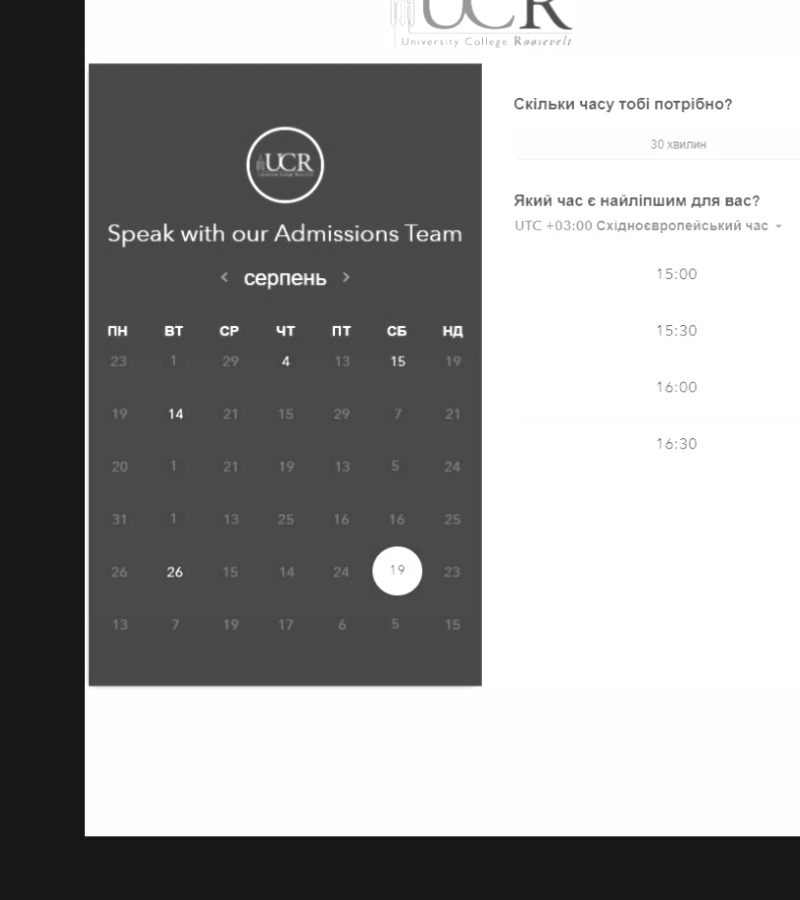 UCR
University College Roosevelt
UCR
Speak with our Admissions Team
< серпень >
ПН ВТ СР ЧТ ПТ СБ НД
23 1 29 4 13 15 19
19 14 21 15 29 7 21
20 1 21 19 13 5 24
31 1 13 25 16 16 25
26 26 15 14 24 19 23
13 7 19 17 6 5 15
Скільки часу тобі потрібно?
30 хвилин
Який час є найліпшим для вас?
UTC +03:00 Східноєвропейський час
15:00
15:30
16:00
16:30